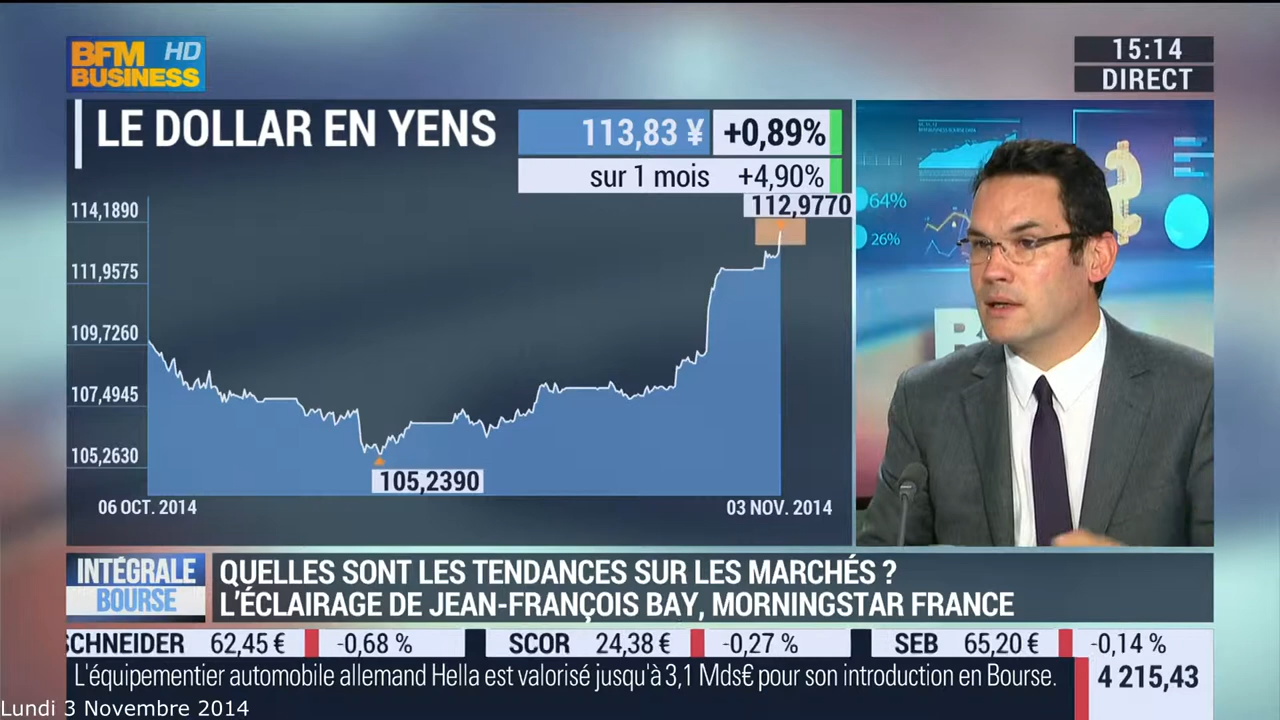 BFM HD
BUSINESS
15:14
DIRECT
LE DOLLAR EN YENS
113,83 ¥ +0,89%
sur 1 mois +4,90%
112,9770
114,1890
111,9575
109,7260
107,4945
105,2630
105,2390
06 OCT. 2014
03 NOV. 2014
64%
26%
INTÉGRALE
BOURSE
QUELLES SONT LES TENDANCES SUR LES MARCHÉS ?
L'ÉCLAIRAGE DE JEAN-FRANÇOIS BAY, MORNINGSTAR FRANCE
SCHNEIDER 62,45 € -0,68 % SCOR 24,38 € -0,27 % SEB 65,20 € -0,14 %
L'équipementier automobile allemand Hella est valorisé jusqu'à 3,1 Mds€ pour son introduction en Bourse.
4 215,43
Lundi 3 Novembre 2014